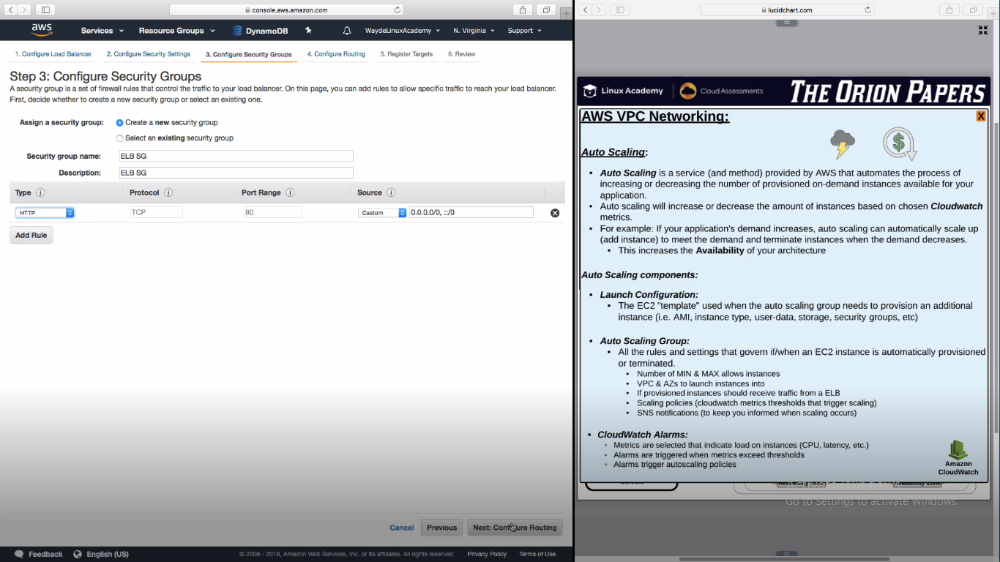 console.aws.amazon.com
aws Services Resource Groups DynamoDB WaydeLinuxAcademy N. Virginia Support
1. Configure Load Balancer 2. Configure Security Settings 3. Configure Security Groups 4. Configure Routing 5. Register Targets 6. Review
Step 3: Configure Security Groups
A security group is a set of firewall rules that control the traffic to your load balancer. On this page, you can add rules to allow specific traffic to reach your load balancer.
First, decide whether to create a new security group or select an existing one.
Assign a security group: Create a new security group
Select an existing security group
Security group name: ELB SG
Description: ELB SG
Type Protocol Port Range Source
HTTP TCP 80 Custom 0.0.0.0/0, ::/0
Add Rule
Cancel Previous Next: Configure Routing
Feedback English (US) © 2008 - 2018, Amazon Web Services, Inc. or its affiliates. All rights reserved. Privacy Policy Terms of Use
lucidchart.com
Linux Academy Cloud Assessments THE ORION PAPERS
AWS VPC Networking: X
Auto Scaling:
• Auto Scaling is a service (and method) provided by AWS that automates the process of
increasing or decreasing the number of provisioned on-demand instances available for your
application.
• Auto scaling will increase or decrease the amount of instances based on chosen Cloudwatch
metrics.
• For example: If your application's demand increases, auto scaling can automatically scale up
(add instance) to meet the demand and terminate instances when the demand decreases.
• This increases the Availability of your architecture
Auto Scaling components:
• Launch Configuration:
• The EC2 "template" used when the auto scaling group needs to provision an additional
instance (i.e. AMI, instance type, user-data, storage, security groups, etc)
• Auto Scaling Group:
• All the rules and settings that govern if/when an EC2 instance is automatically provisioned
or terminated.
• Number of MIN & MAX allows instances
• VPC & AZs to launch instances into
• If provisioned instances should receive traffic from a ELB
• Scaling policies (cloudwatch metrics thresholds that trigger scaling)
• SNS notifications (to keep you informed when scaling occurs)
• CloudWatch Alarms:
◦ Metrics are selected that indicate load on instances (CPU, latency, etc.)
◦ Alarms are triggered when metrics exceed thresholds
◦ Alarms trigger autoscaling policies
Amazon
CloudWatch
Go to Settings to activate Windows.